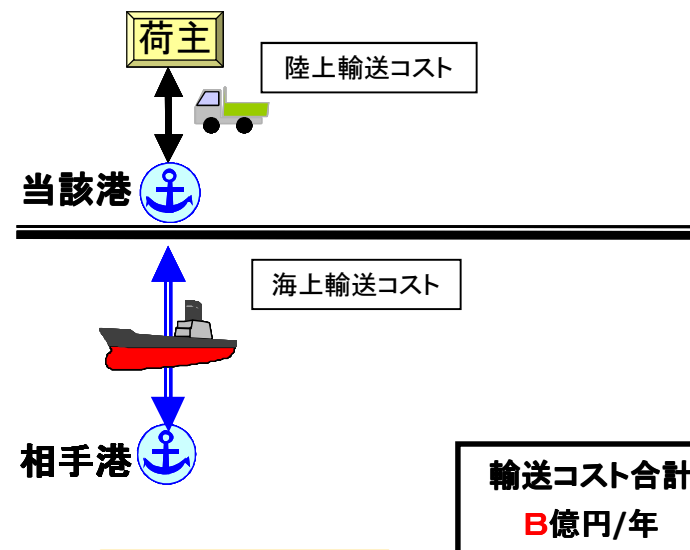 荷主
陸上輸送コスト
当該港
海上輸送コスト
相手港
輸送コスト合計
B億円/年